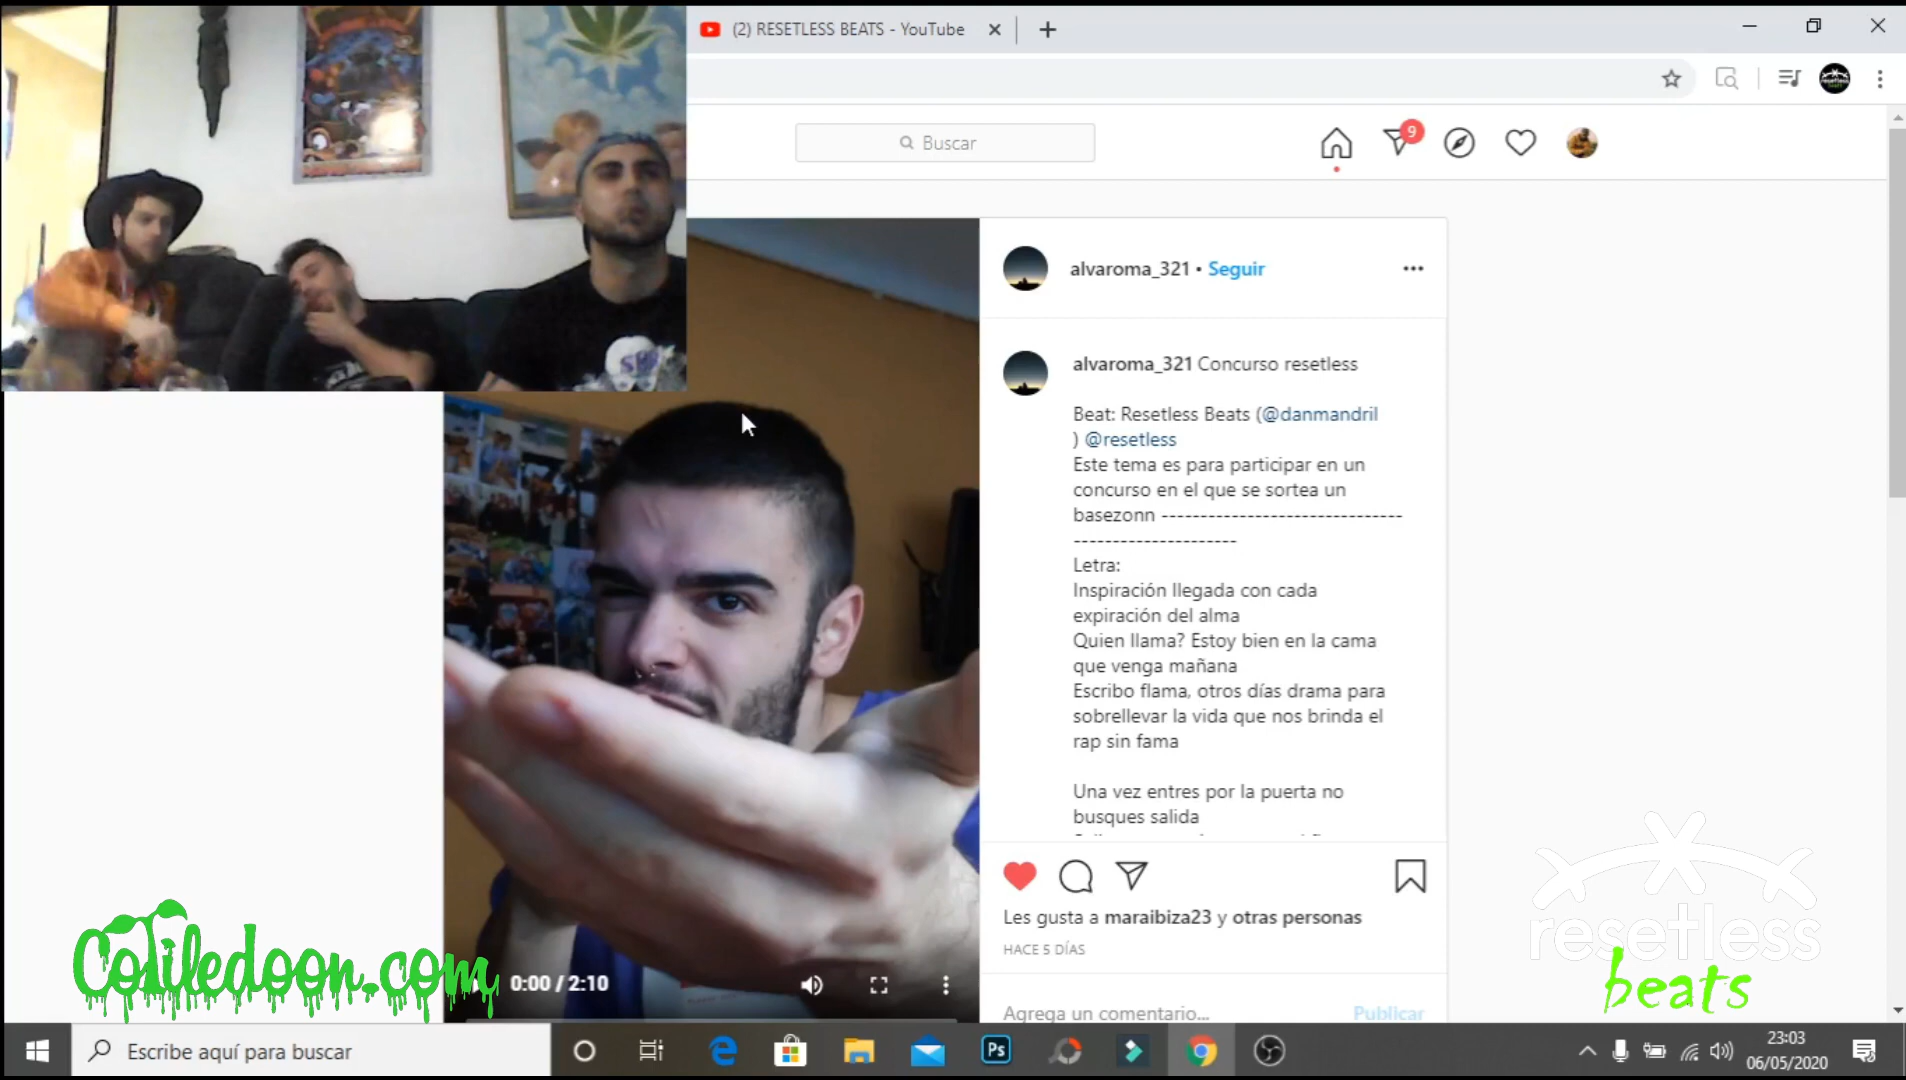 (2) RESETLESS BEATS - YouTube
Buscar
9
alvaroma_321 • Seguir
alvaroma_321 Concurso resetless
Beat: Resetless Beats (@danmandril
) @resetless
Este tema es para participar en un
concurso en el que se sortea un
basezonn -------------------------------
---------------------
Letra:
Inspiración llegada con cada
expiración del alma
Quien llama? Estoy bien en la cama
que venga mañana
Escribo flama, otros días drama para
sobrellevar la vida que nos brinda el
rap sin fama
Una vez entres por la puerta no
busques salida
Les gusta a maraibiza23 y otras personas
HACE 5 DÍAS
Agrega un comentario...
Publicar
0:00 / 2:10
Cotiledoon.com
resetless
beats
Escribe aquí para buscar
Ps
23:03
06/05/2020